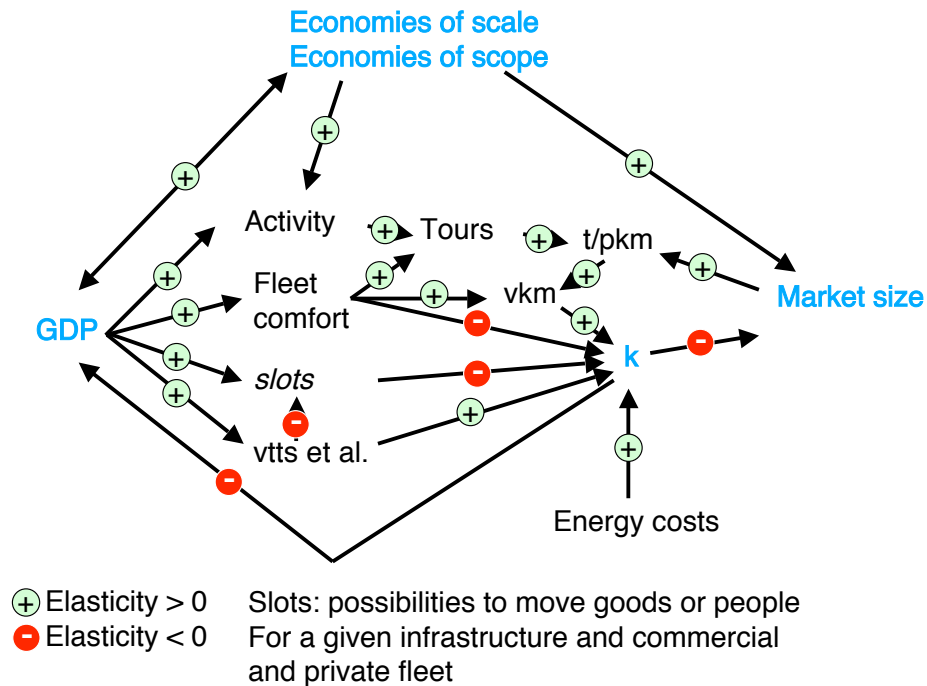 Economies of scale
Economies of scope
+
+
+
+
Activity
+
Tours
+
t/pkm
+
+
+
Fleet
comfort
+
+
vkm
+
Market size
GDP
-
+
-
k
+
slots
-
+
-
+
vtts et al.
-
+
Energy costs
+ Elasticity > 0
Slots: possibilities to move goods or people
- Elasticity < 0
For a given infrastructure and commercial
and private fleet